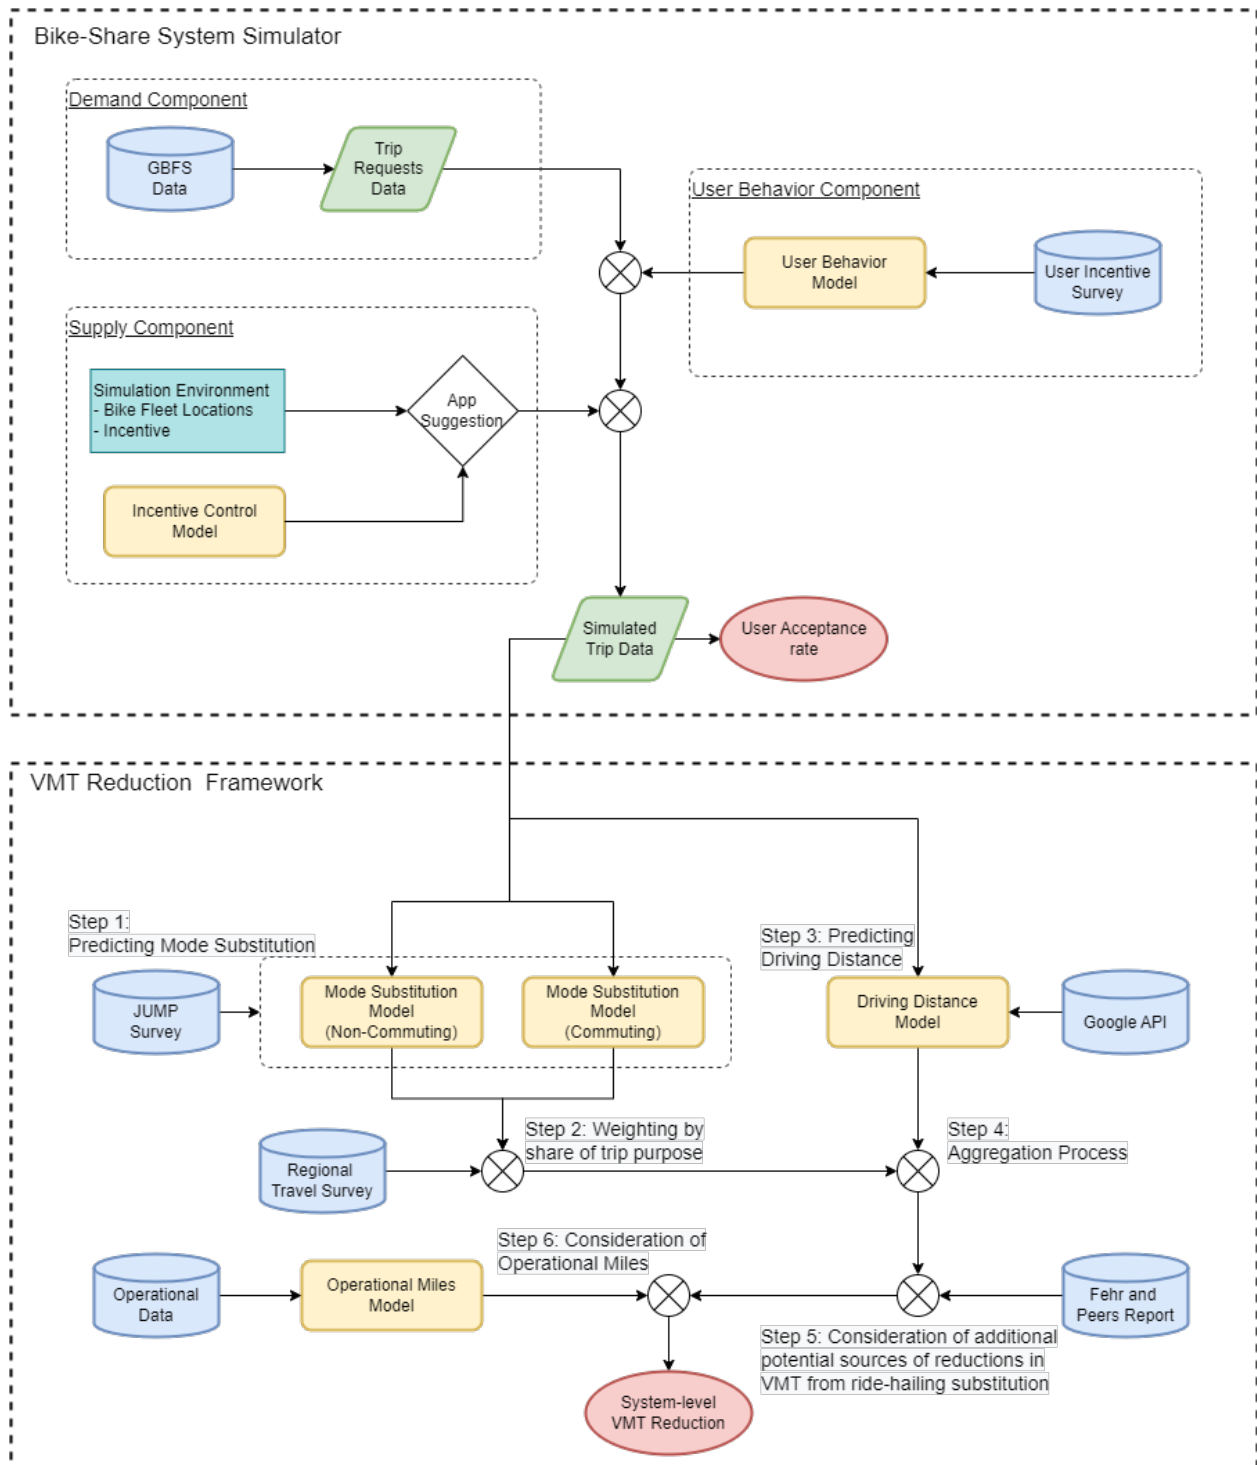 Bike-Share System Simulator
Demand Component
GBFS
Data
Trip
Requests
Data
User Behavior Component
User Behavior
Model
User Incentive
Survey
Supply Component
Simulation Environment
- Bike Fleet Locations
- Incentive
App
Suggestion
Incentive Control
Model
Simulated
Trip Data
User Acceptance
rate
VMT Reduction Framework
Step 1:
Predicting Mode Substitution
JUMP
Survey
Mode Substitution
Model
(Non-Commuting)
Mode Substitution
Model
(Commuting)
Step 3: Predicting
Driving Distance
Driving Distance
Model
Google API
Step 2: Weighting by
share of trip purpose
Regional
Travel Survey
Step 4:
Aggregation Process
Step 6: Consideration of
Operational Miles
Operational
Data
Operational Miles
Model
Fehr and
Peers Report
Step 5: Consideration of additional
potential sources of reductions in
VMT from ride-hailing substitution
System-level
VMT Reduction